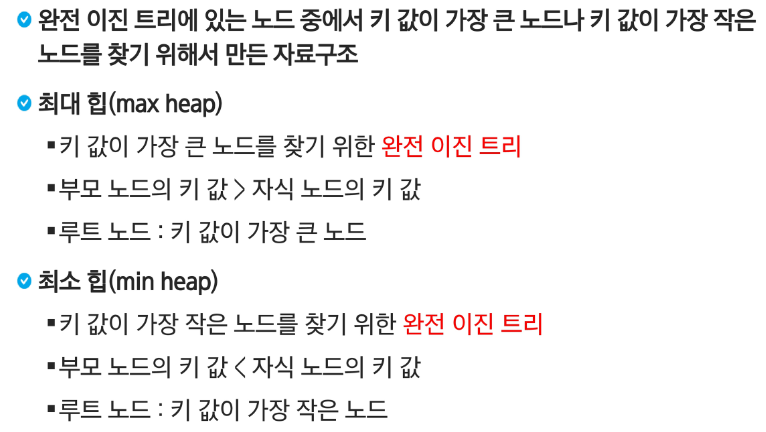 완전 이진 트리에 있는 노드 중에서 키 값이 가장 큰 노드나 키 값이 가장 작은
노드를 찾기 위해서 만든 자료구조
최대 힙(max heap)
▪키 값이 가장 큰 노드를 찾기 위한 완전 이진 트리
▪부모 노드의 키 값 > 자식 노드의 키 값
▪루트 노드 : 키 값이 가장 큰 노드
최소 힙(min heap)
▪키 값이 가장 작은 노드를 찾기 위한 완전 이진 트리
▪부모 노드의 키 값 < 자식 노드의 키 값
▪루트 노드 : 키 값이 가장 작은 노드